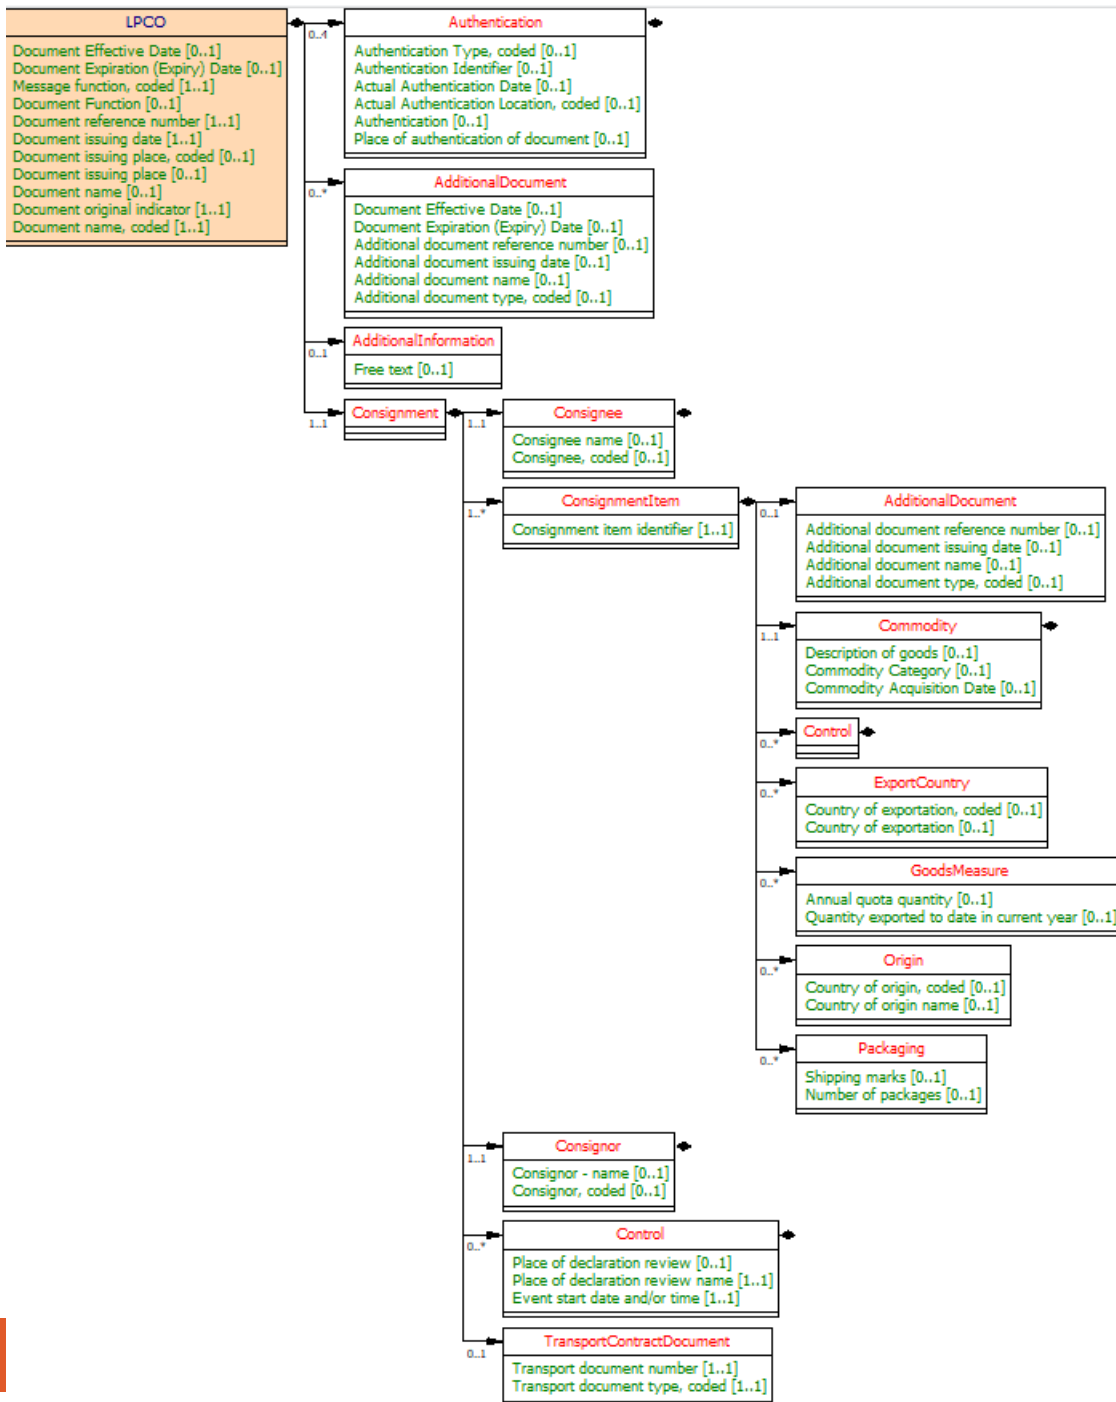 LPCO
Document Effective Date [0..1]
Document Expiration (Expiry) Date [0..1]
Message function, coded [1..1]
Document Function [0..1]
Document reference number [1..1]
Document issuing date [1..1]
Document issuing place, coded [0..1]
Document issuing place [0..1]
Document name [0..1]
Document original indicator [1..1]
Document name, coded [1..1]
0..4
Authentication
Authentication Type, coded [0..1]
Authentication Identifier [0..1]
Actual Authentication Date [0..1]
Actual Authentication Location, coded [0..1]
Authentication [0..1]
Place of authentication of document [0..1]
0..*
AdditionalDocument
Document Effective Date [0..1]
Document Expiration (Expiry) Date [0..1]
Additional document reference number [0..1]
Additional document issuing date [0..1]
Additional document name [0..1]
Additional document type, coded [0..1]
0..1
AdditionalInformation
Free text [0..1]
1..1
Consignment
1..1
Consignee
Consignee name [0..1]
Consignee, coded [0..1]
1..*
ConsignmentItem
Consignment item identifier [1..1]
0..1
AdditionalDocument
Additional document reference number [0..1]
Additional document issuing date [0..1]
Additional document name [0..1]
Additional document type, coded [0..1]
1..1
Commodity
Description of goods [0..1]
Commodity Category [0..1]
Commodity Acquisition Date [0..1]
0..*
Control
0..*
ExportCountry
Country of exportation, coded [0..1]
Country of exportation [0..1]
0..*
GoodsMeasure
Annual quota quantity [0..1]
Quantity exported to date in current year [0..1]
0..*
Origin
Country of origin, coded [0..1]
Country of origin name [0..1]
0..*
Packaging
Shipping marks [0..1]
Number of packages [0..1]
1..1
Consignor
Consignor - name [0..1]
Consignor, coded [0..1]
0..*
Control
Place of declaration review [0..1]
Place of declaration review name [1..1]
Event start date and/or time [1..1]
0..1
TransportContractDocument
Transport document number [1..1]
Transport document type, coded [1..1]